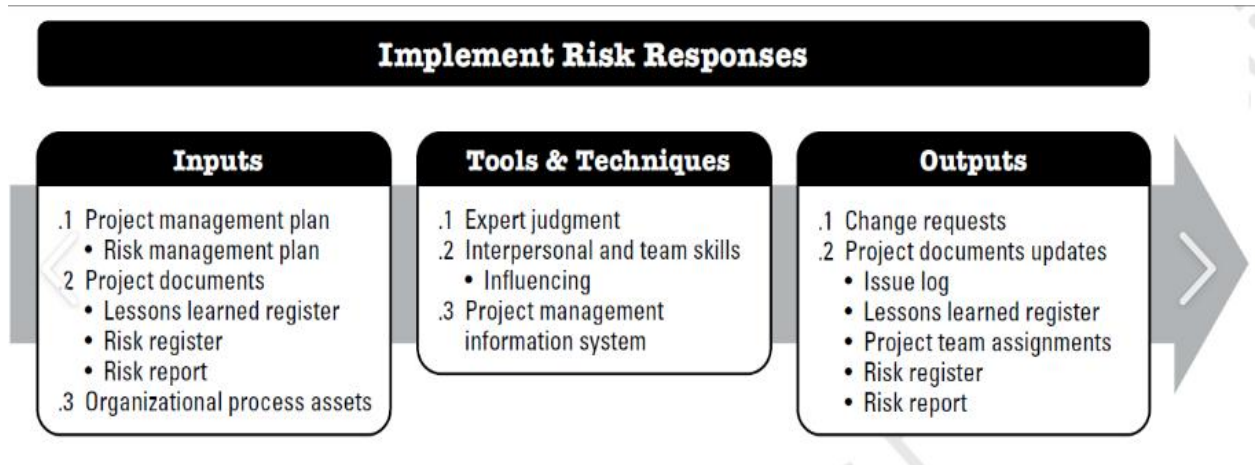 Implement Risk Responses
Inputs
.1 Project management plan
• Risk management plan
.2 Project documents
• Lessons learned register
• Risk register
• Risk report
.3 Organizational process assets
Tools & Techniques
.1 Expert judgment
.2 Interpersonal and team skills
• Influencing
.3 Project management
information system
Outputs
.1 Change requests
.2 Project documents updates
• Issue log
• Lessons learned register
• Project team assignments
• Risk register
• Risk report